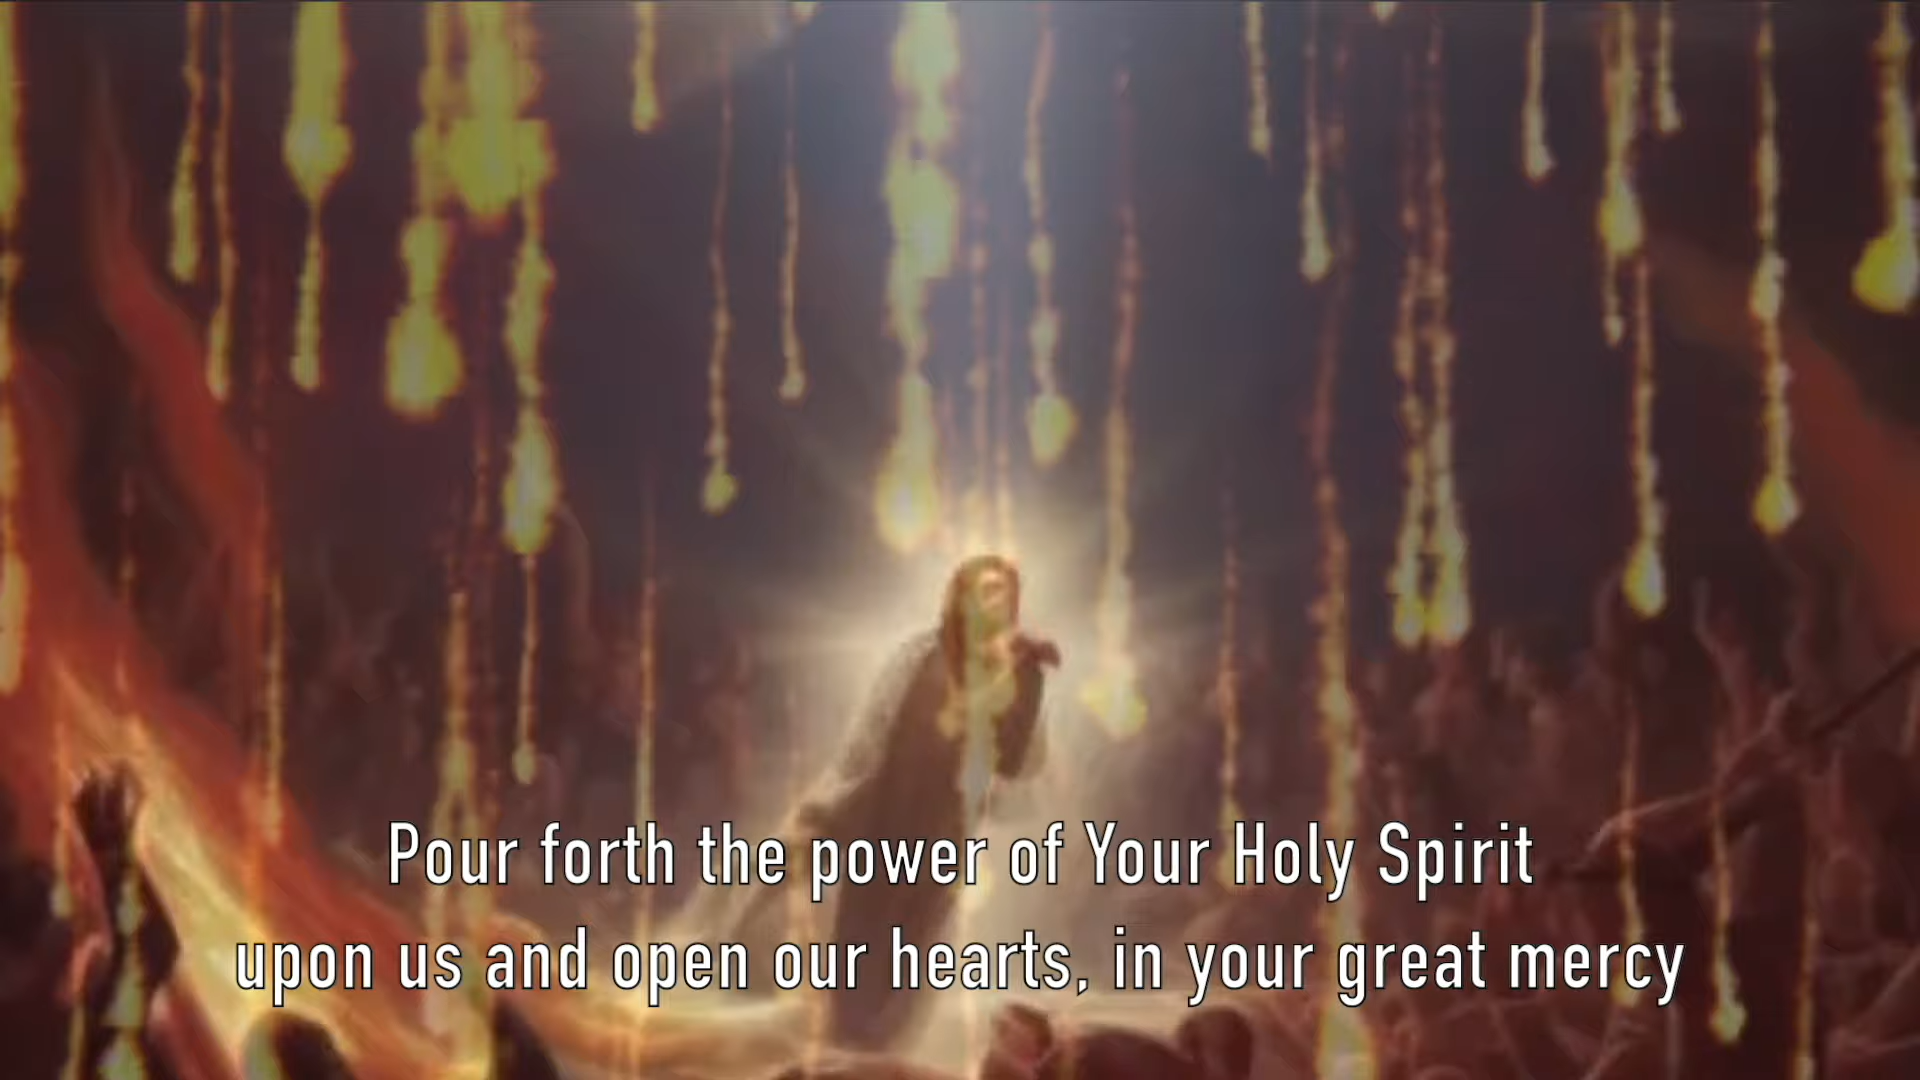 Pour forth the power of Your Holy Spirit
upon us and open our hearts, in your great mercy